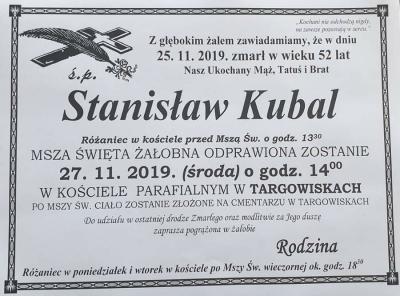 „Kochani nie odchodzą nigdy,
na zawsze pozostają w sercu."
Z głębokim żalem zawiadamiamy, że w dniu
25. 11. 2019. zmarł w wieku 52 lat
Nasz Ukochany Mąż, Tatuś i Brat
ś.p.
Stanisław Kubal
Różaniec w kościele przed Mszą Św. o godz. 13³⁰
MSZA ŚWIĘTA ŻAŁOBNA ODPRAWIONA ZOSTANIE
27. 11. 2019. (środa) o godz. 14⁰⁰
W KOŚCIELE PARAFIALNYM W TARGOWISKACH
PO MSZY ŚW. CIAŁO ZOSTANIE ZŁOŻONE NA CMENTARZU W TARGOWISKACH
Do udziału w ostatniej drodze Zmarłego oraz modlitwie za Jego duszę
zaprasza pogrążona w żałobie
Rodzina
Różaniec w poniedziałek i wtorek w kościele po Mszy Św. wieczornej ok. godz. 18³⁰